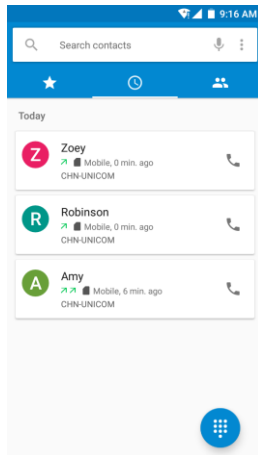 9:16 AM
Search contacts
Today
Z
Zoey
Mobile, 0 min. ago
CHN-UNICOM
R
Robinson
Mobile, 0 min. ago
CHN-UNICOM
A
Amy
Mobile, 6 min. ago
CHN-UNICOM